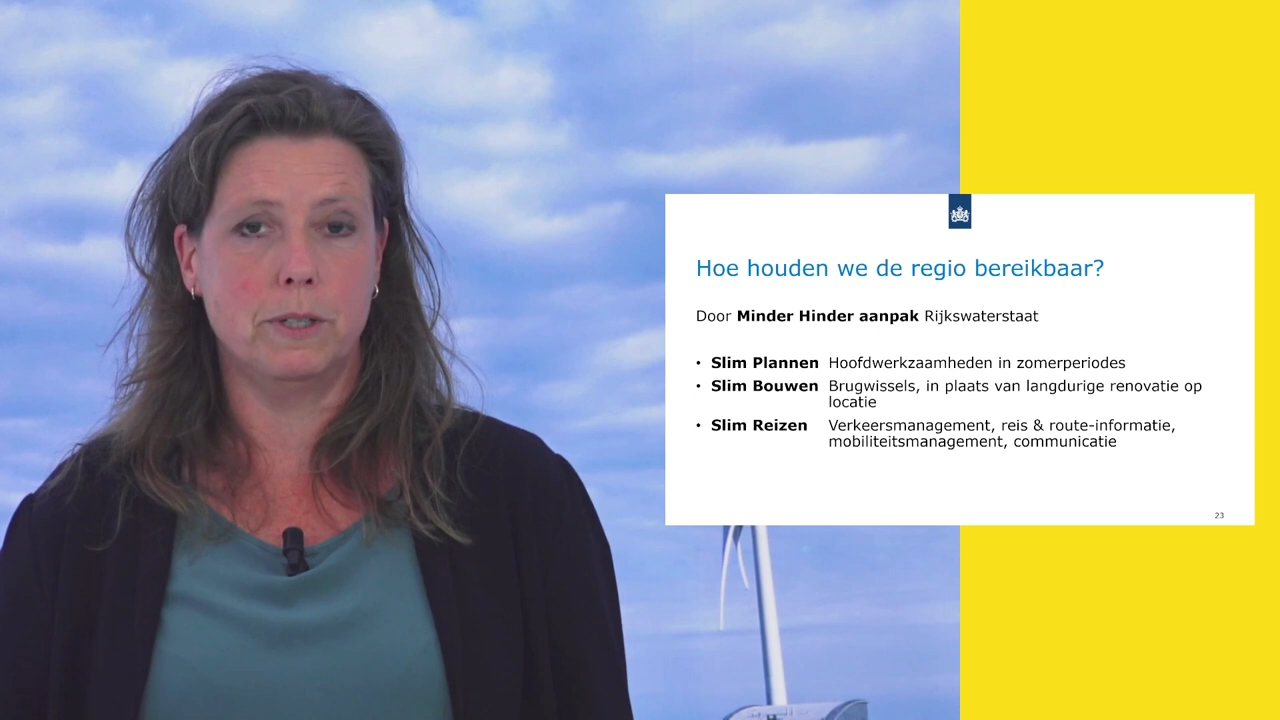 Hoe houden we de regio bereikbaar?
Door Minder Hinder aanpak Rijkswaterstaat
• Slim Plannen Hoofdwerkzaamheden in zomerperiodes
• Slim Bouwen Brugwissels, in plaats van langdurige renovatie op
locatie
• Slim Reizen Verkeersmanagement, reis & route-informatie,
mobiliteitsmanagement, communicatie
23